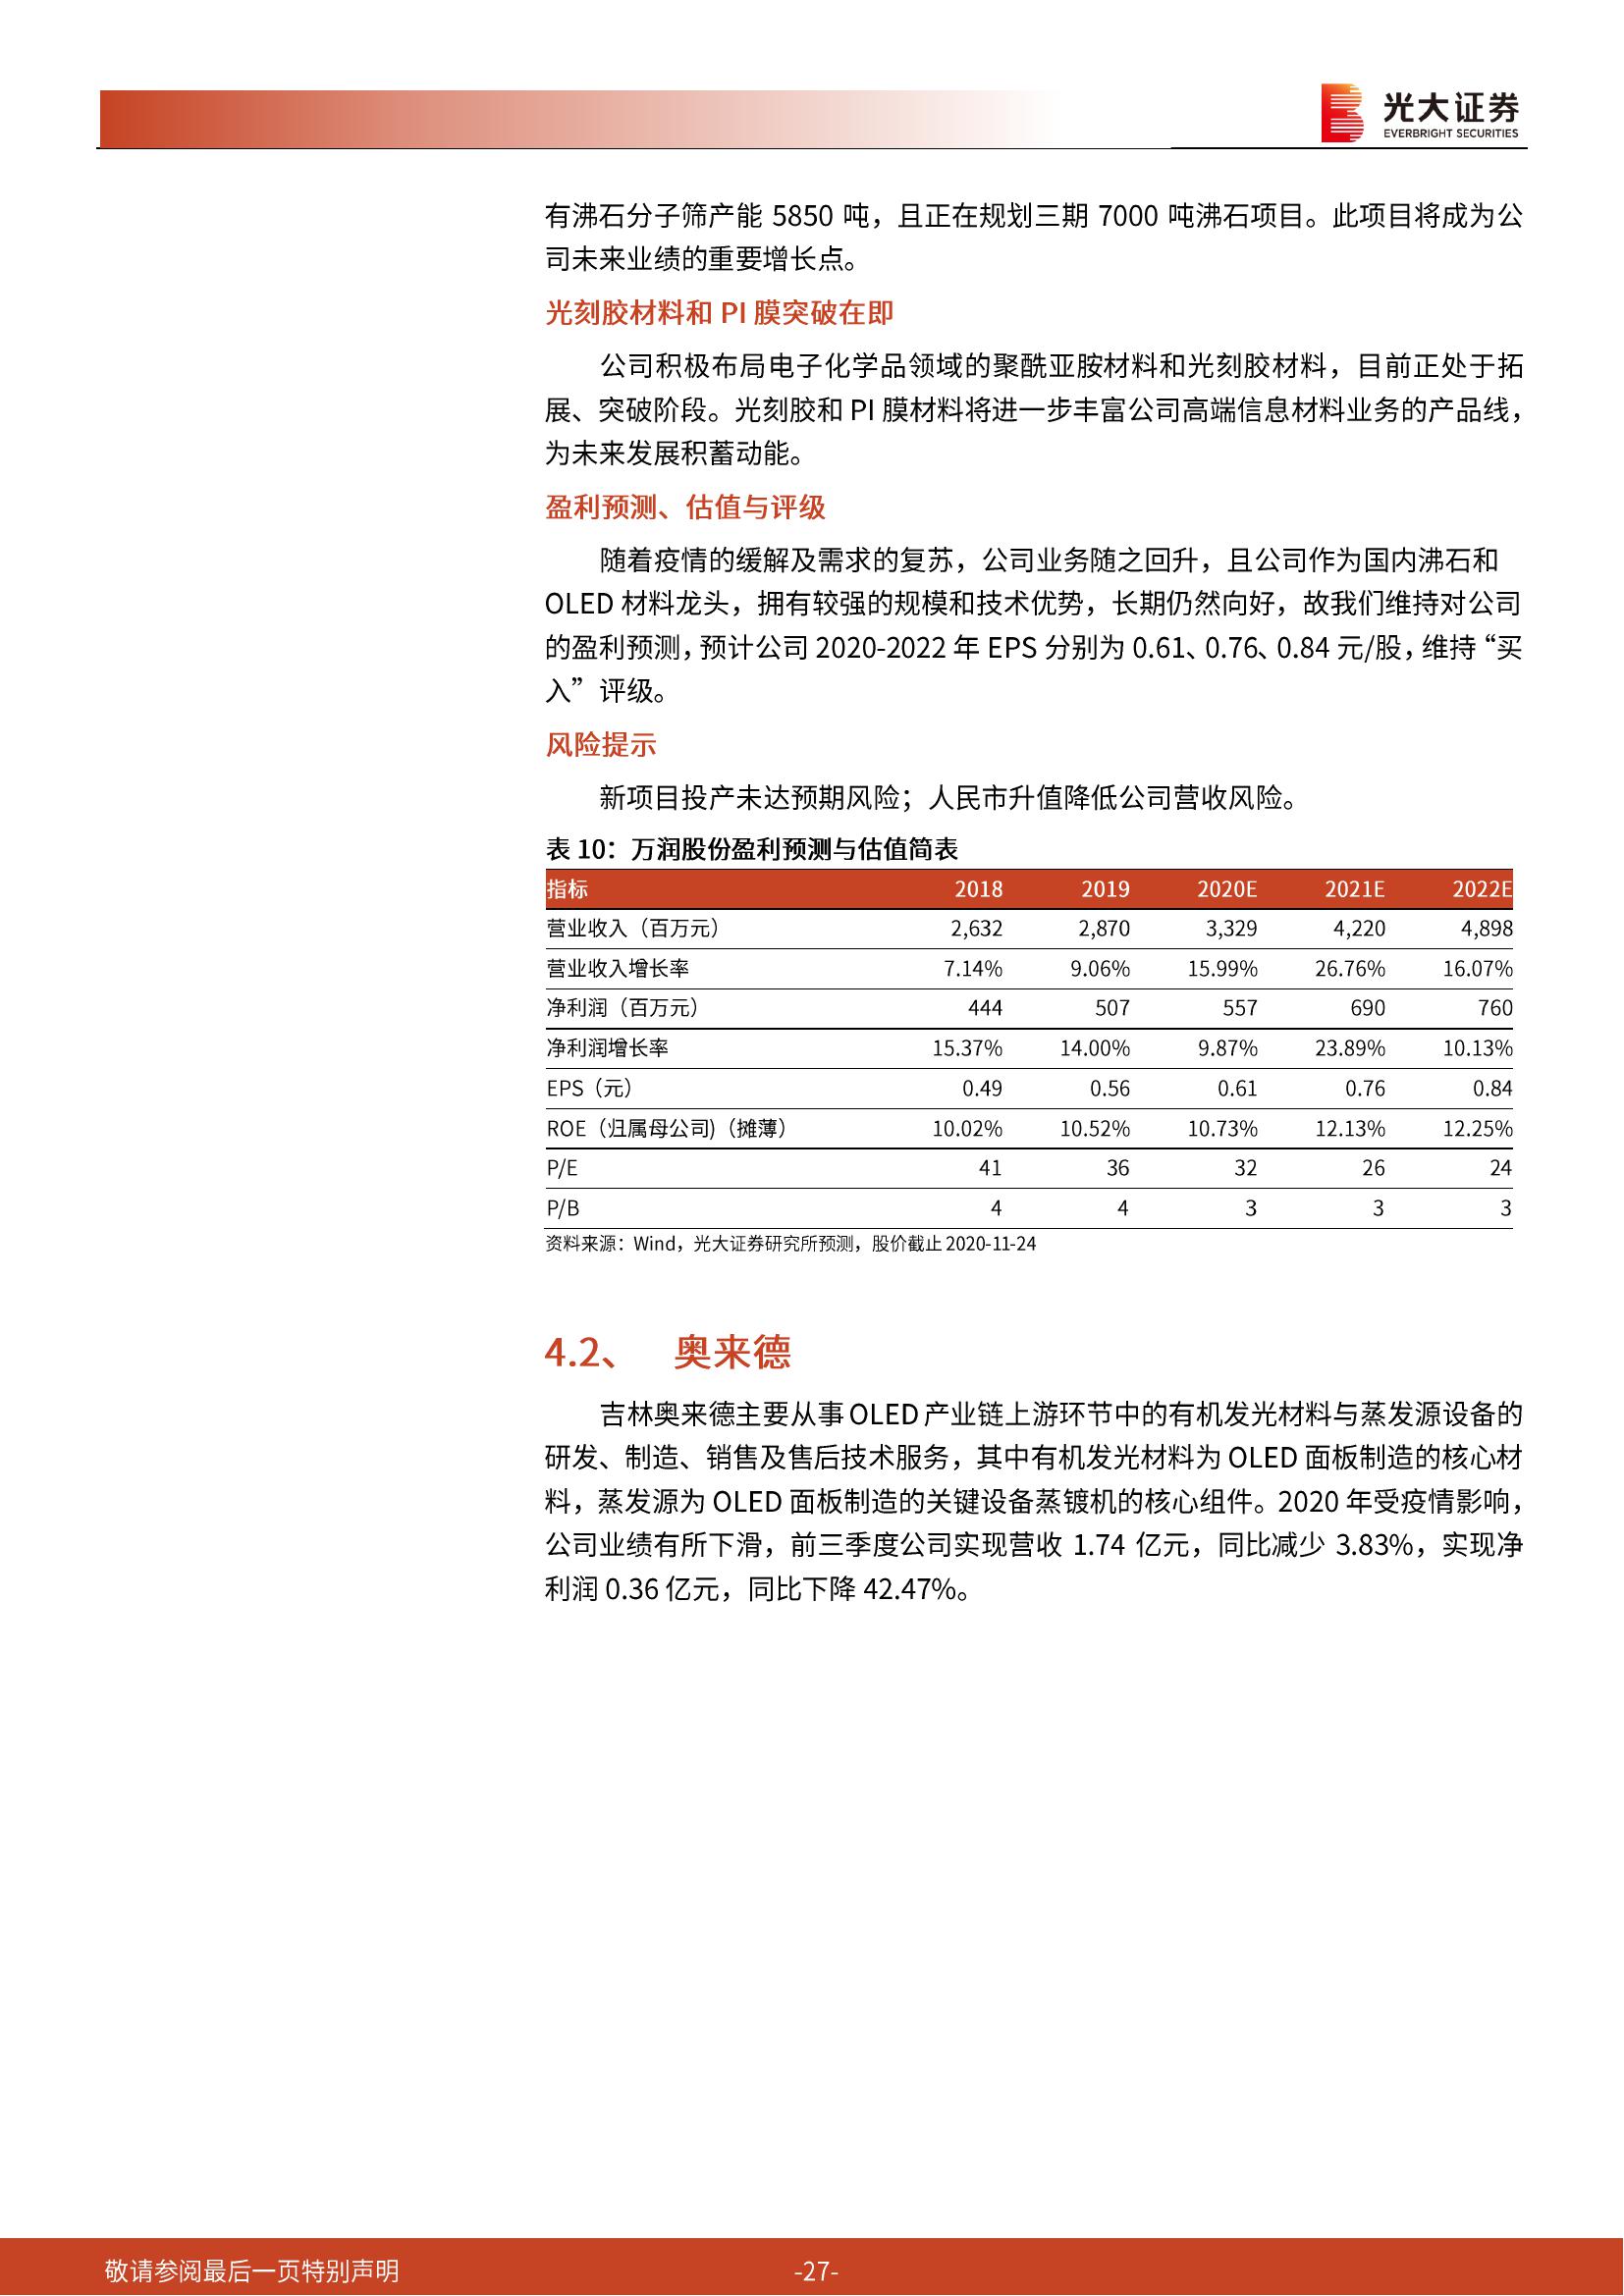 光大证券
EVERBRIGHT SECURITIES
有沸石分子筛产能 5850 吨，且正在规划三期 7000 吨沸石项目。此项目将成为公
司未来业绩的重要增长点。
光刻胶材料和 PI 膜突破在即
公司积极布局电子化学品领域的聚酰亚胺材料和光刻胶材料，目前正处于拓
展、突破阶段。光刻胶和 PI 膜材料将进一步丰富公司高端信息材料业务的产品线，
为未来发展积蓄动能。
盈利预测、估值与评级
随着疫情的缓解及需求的复苏，公司业务随之回升，且公司作为国内沸石和
OLED 材料龙头，拥有较强的规模和技术优势，长期仍然向好，故我们维持对公司
的盈利预测，预计公司 2020-2022 年 EPS 分别为 0.61、0.76、0.84 元/股，维持“买
入”评级。
风险提示
新项目投产未达预期风险；人民币升值降低公司营收风险。
表 10：万润股份盈利预测与估值简表
指标 2018 2019 2020E 2021E 2022E
营业收入（百万元） 2,632 2,870 3,329 4,220 4,898
营业收入增长率 7.14% 9.06% 15.99% 26.76% 16.07%
净利润（百万元） 444 507 557 690 760
净利润增长率 15.37% 14.00% 9.87% 23.89% 10.13%
EPS（元） 0.49 0.56 0.61 0.76 0.84
ROE（归属母公司)（摊薄） 10.02% 10.52% 10.73% 12.13% 12.25%
P/E 41 36 32 26 24
P/B 4 4 3 3 3
资料来源：Wind，光大证券研究所预测，股价截止 2020-11-24
4.2、 奥来德
吉林奥来德主要从事 OLED 产业链上游环节中的有机发光材料与蒸发源设备的
研发、制造、销售及售后技术服务，其中有机发光材料为 OLED 面板制造的核心材
料，蒸发源为 OLED 面板制造的关键设备蒸镀机的核心组件。2020 年受疫情影响，
公司业绩有所下滑，前三季度公司实现营收 1.74 亿元，同比减少 3.83%，实现净
利润 0.36 亿元，同比下降 42.47%。
敬请参阅最后一页特别声明 -27-